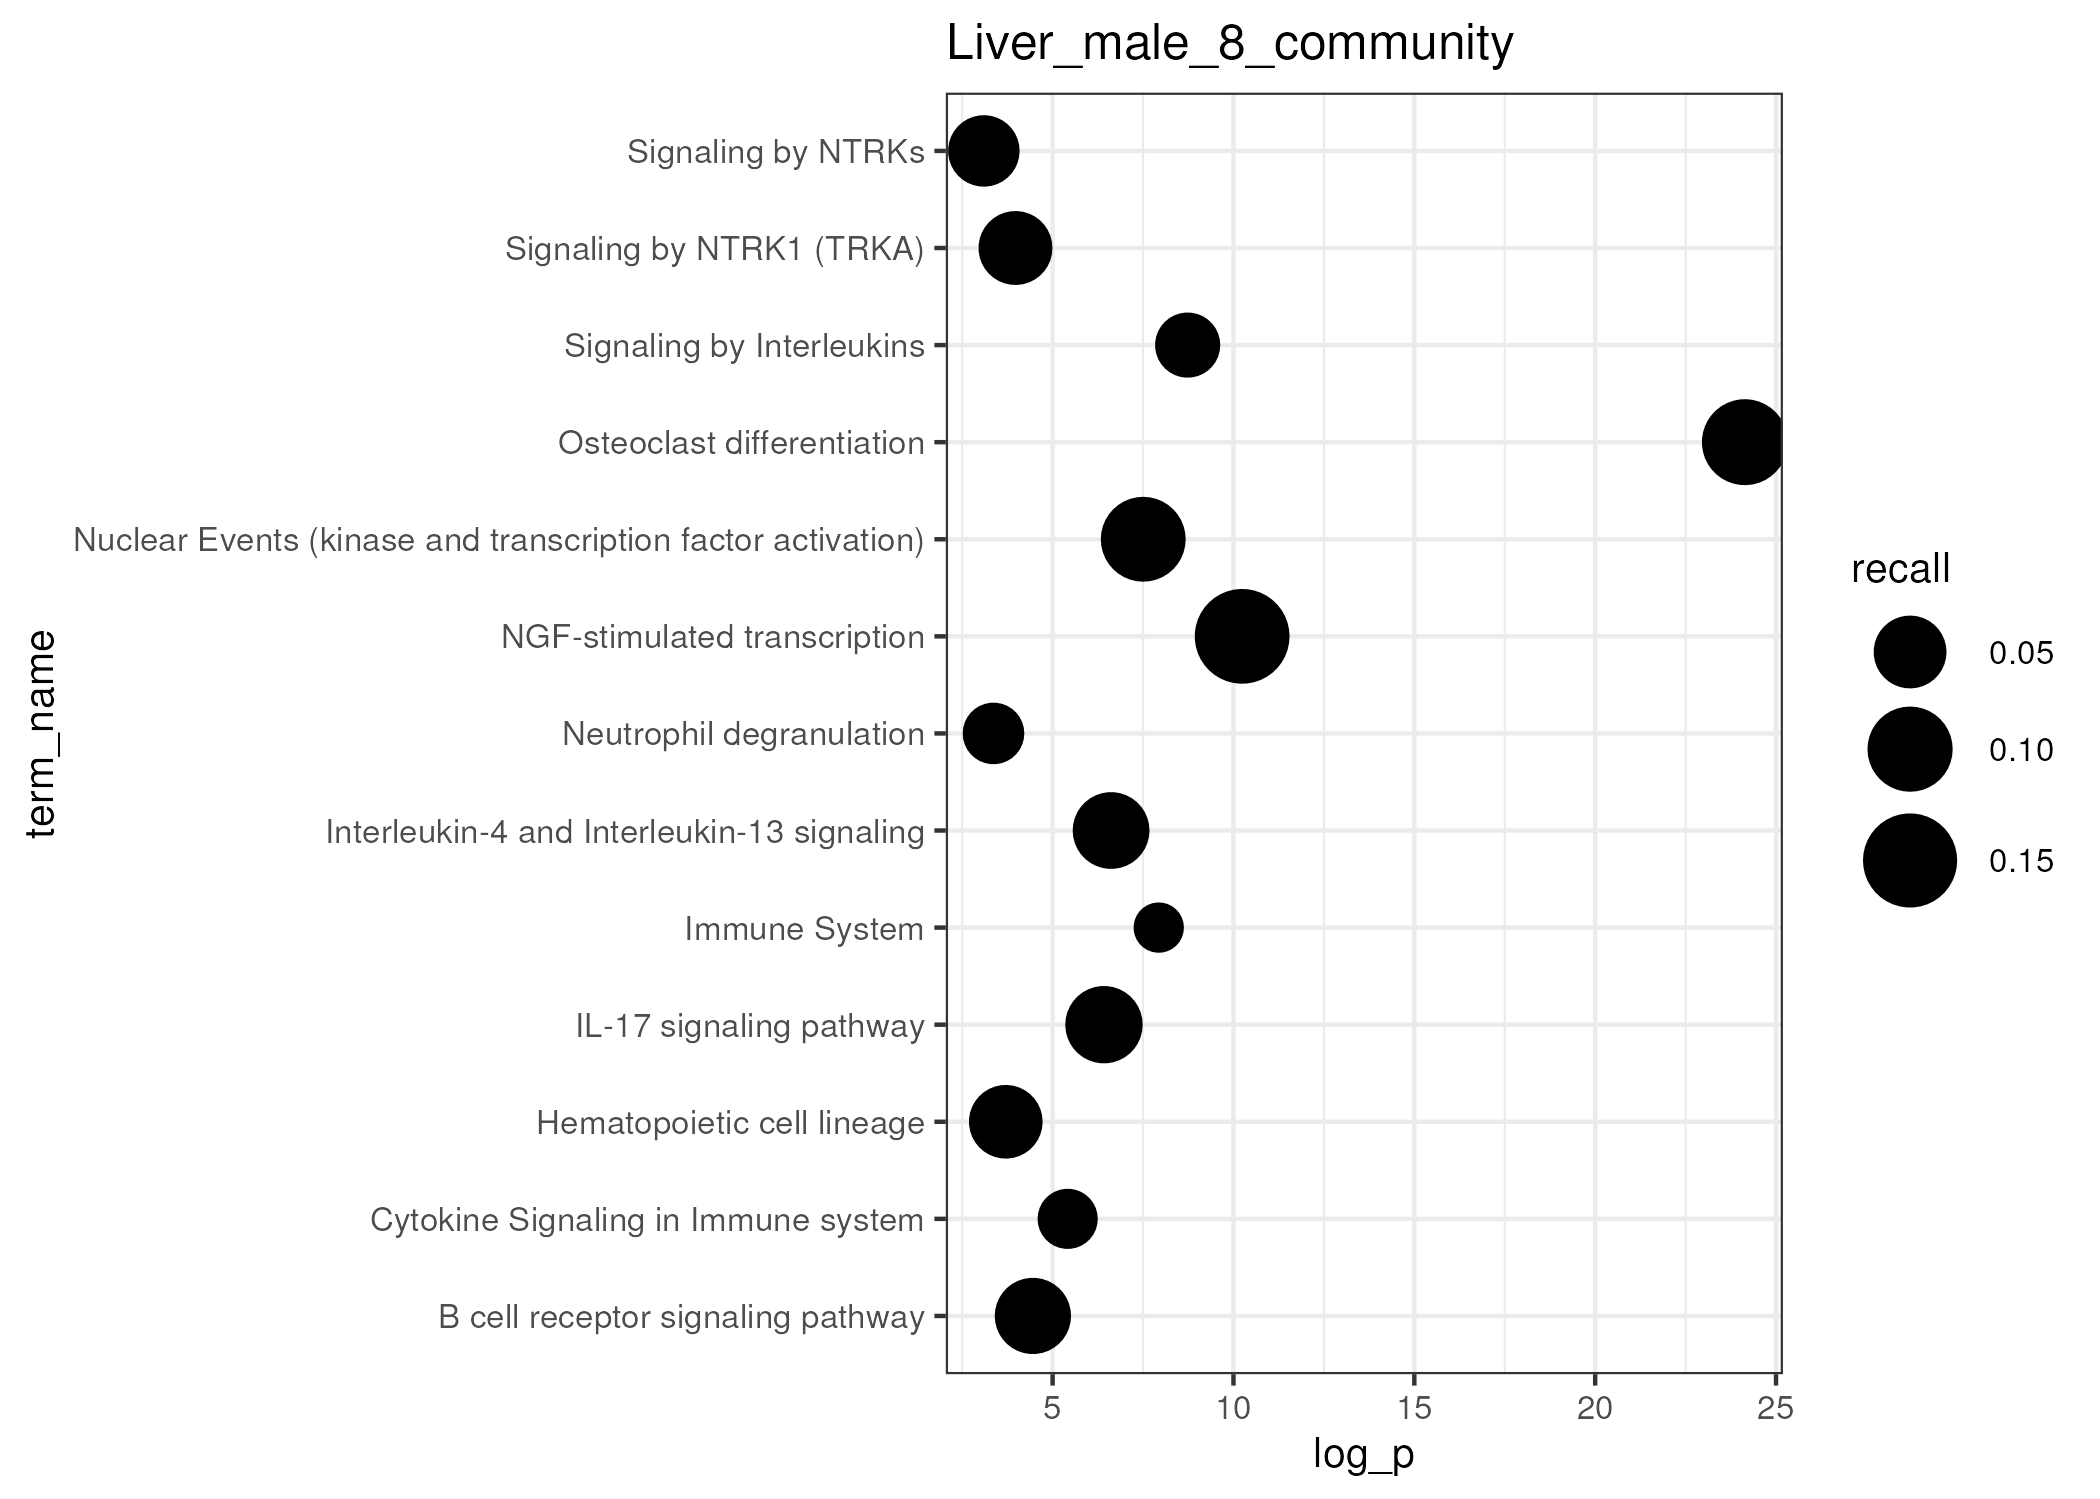 Liver_male_8_community
Signaling by NTRKs
Signaling by NTRK1 (TRKA)
Signaling by Interleukins
Osteoclast differentiation
Nuclear Events (kinase and transcription factor activation)
NGF-stimulated transcription
Neutrophil degranulation
Interleukin-4 and Interleukin-13 signaling
Immune System
IL-17 signaling pathway
Hematopoietic cell lineage
Cytokine Signaling in Immune system
B cell receptor signaling pathway
term_name
5 10 15 20 25
log_p
recall
0.05
0.10
0.15